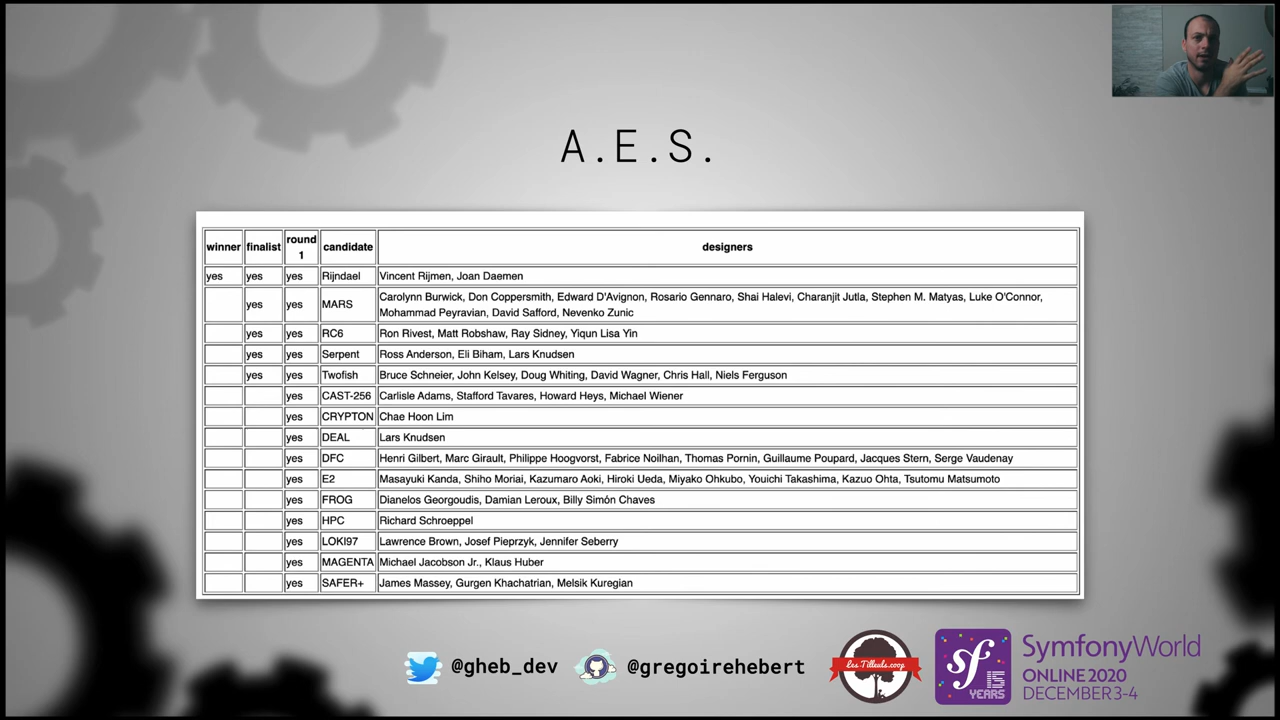 A.E.S.
winner finalist round 1 candidate designers
yes yes yes Rijndael Vincent Rijmen, Joan Daemen
yes yes MARS Carolynn Burwick, Don Coppersmith, Edward D'Avignon, Rosario Gennaro, Shai Halevi, Charanjit Jutla, Stephen M. Matyas, Luke O'Connor,
Mohammad Peyravian, David Safford, Nevenko Zunic
yes yes RC6 Ron Rivest, Matt Robshaw, Ray Sidney, Yiqun Lisa Yin
yes yes Serpent Ross Anderson, Eli Biham, Lars Knudsen
yes yes Twofish Bruce Schneier, John Kelsey, Doug Whiting, David Wagner, Chris Hall, Niels Ferguson
yes CAST-256 Carlisle Adams, Stafford Tavares, Howard Heys, Michael Wiener
yes CRYPTON Chae Hoon Lim
yes DEAL Lars Knudsen
yes DFC Henri Gilbert, Marc Girault, Philippe Hoogvorst, Fabrice Noilhan, Thomas Pornin, Guillaume Poupard, Jacques Stern, Serge Vaudenay
yes E2 Masayuki Kanda, Shiho Moriai, Kazumaro Aoki, Hiroki Ueda, Miyako Ohkubo, Youichi Takashima, Kazuo Ohta, Tsutomu Matsumoto
yes FROG Dianelos Georgoudis, Damian Leroux, Billy Simón Chaves
yes HPC Richard Schroeppel
yes LOKI97 Lawrence Brown, Josef Pieprzyk, Jennifer Seberry
yes MAGENTA Michael Jacobson Jr., Klaus Huber
yes SAFER+ James Massey, Gurgen Khachatrian, Melsik Kuregian
@gheb_dev @gregoirehebert
Les-Tilleuls.coop
sf 15 YEARS
SymfonyWorld
ONLINE 2020
DECEMBER 3-4